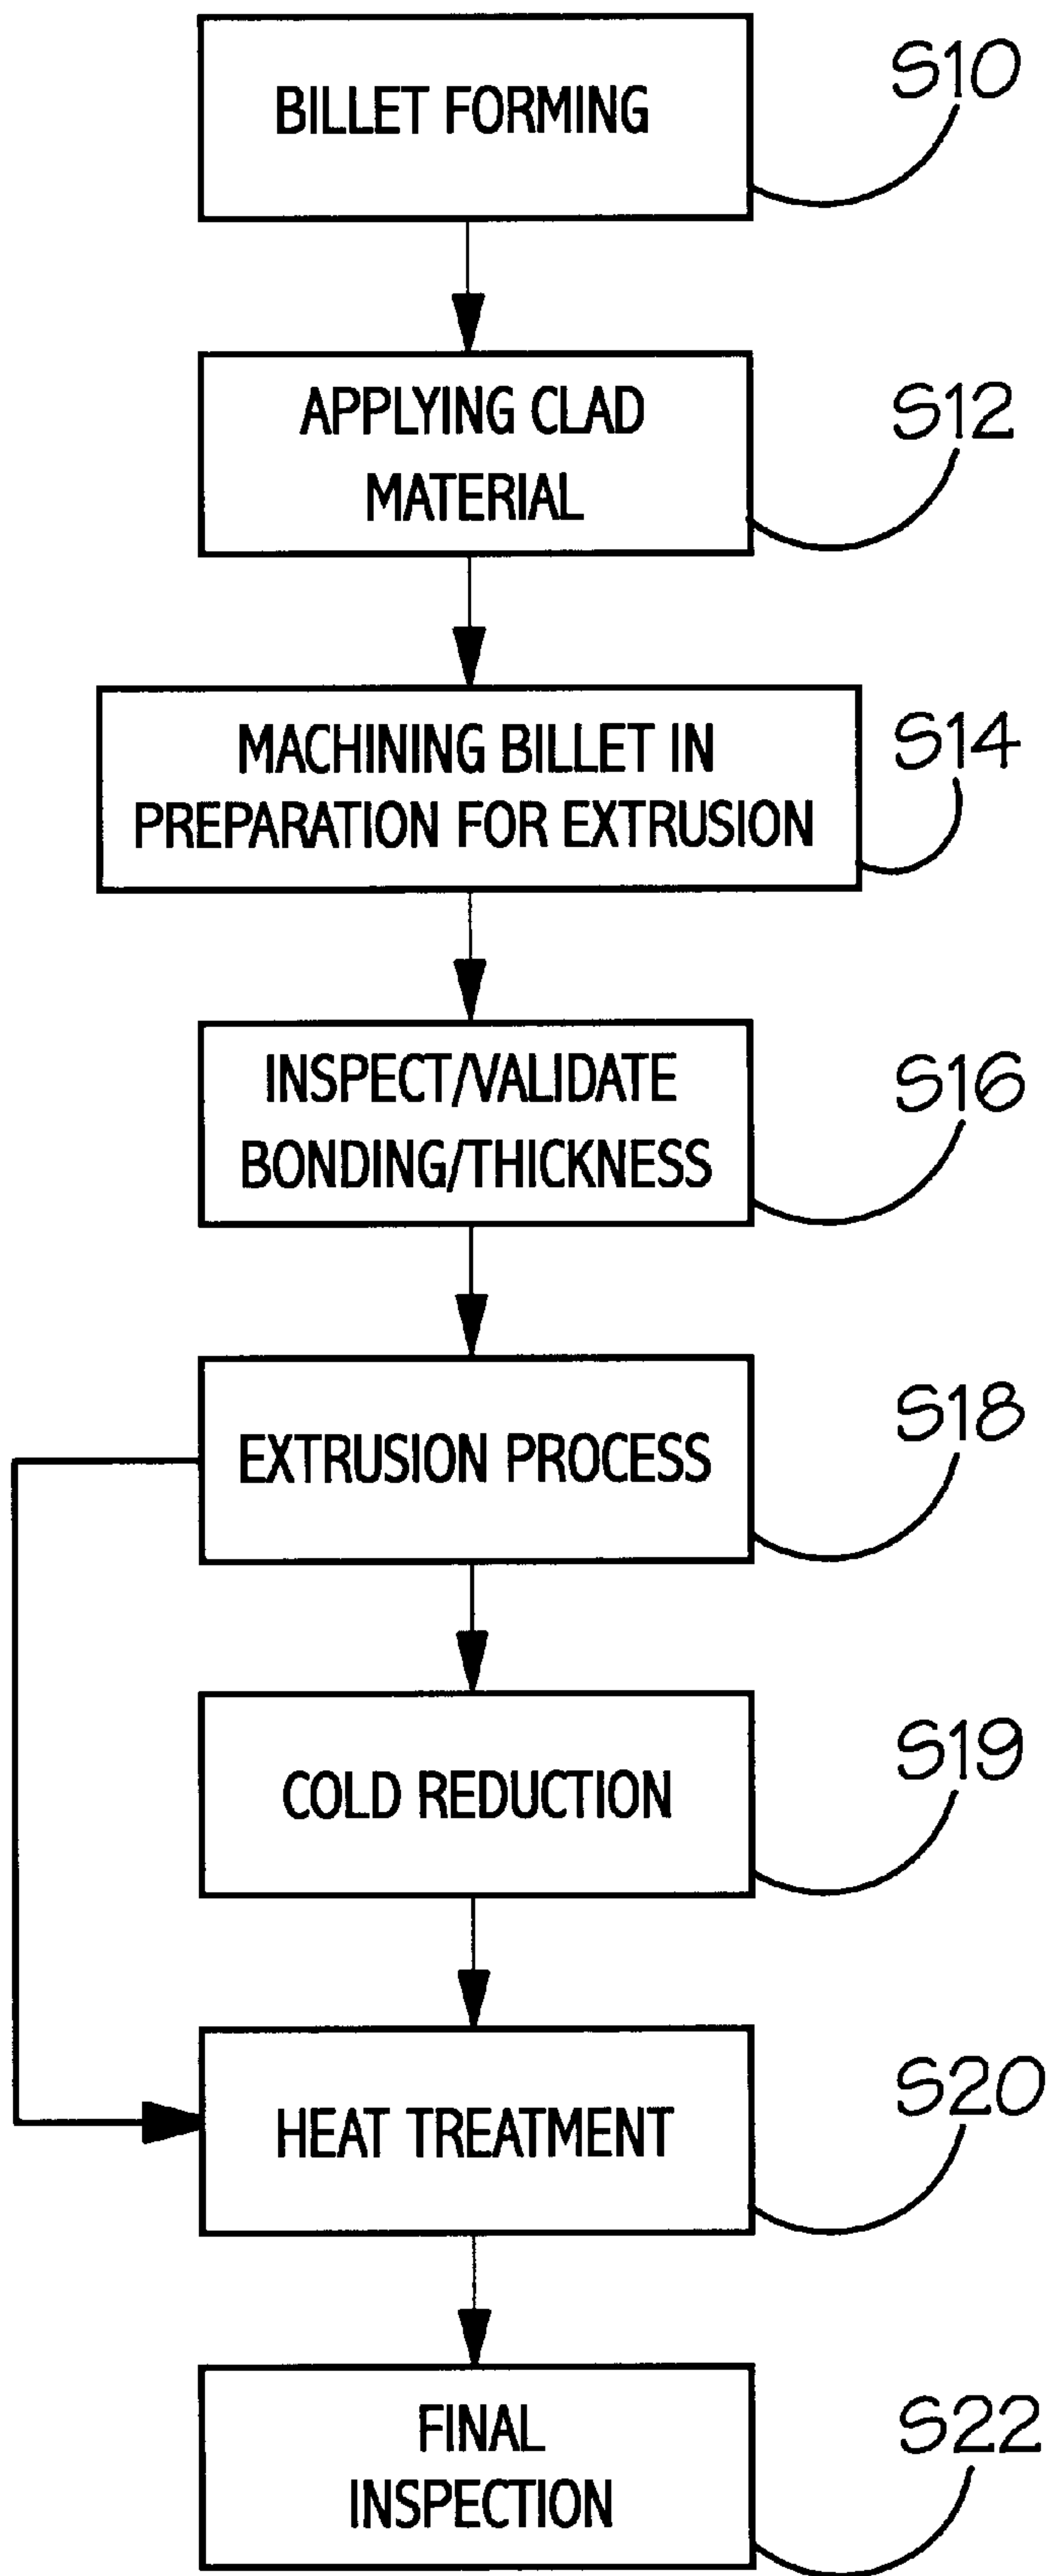 BILLET FORMING
S10
APPLYING CLAD
MATERIAL
S12
MACHINING BILLET IN
PREPARATION FOR EXTRUSION
S14
INSPECT/VALIDATE
BONDING/THICKNESS
S16
EXTRUSION PROCESS
S18
COLD REDUCTION
S19
HEAT TREATMENT
S20
FINAL
INSPECTION
S22